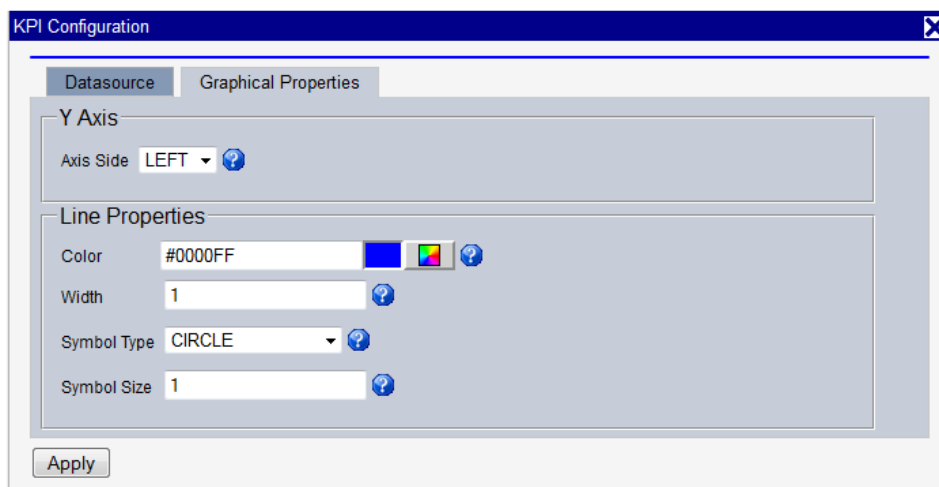 KPI Configuration
Datasource Graphical Properties
Y Axis
Axis Side LEFT
Line Properties
Color #0000FF
Width 1
Symbol Type CIRCLE
Symbol Size 1
Apply